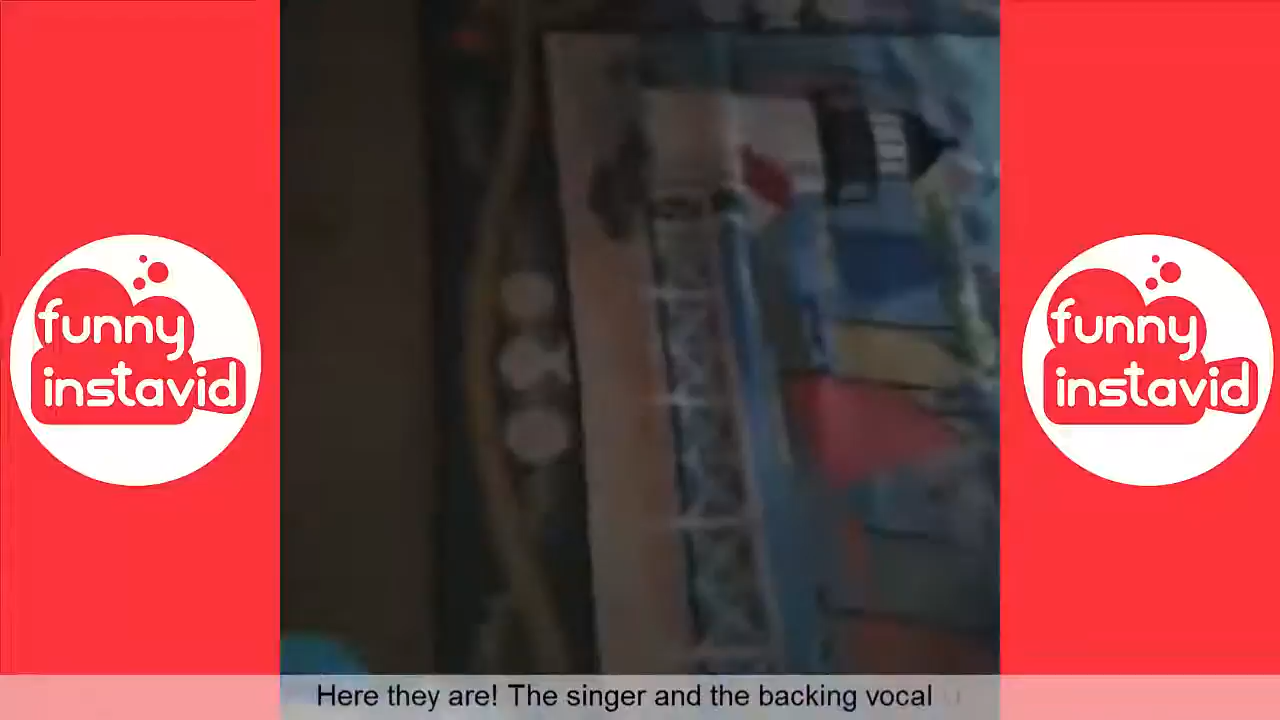 funny
instavid
funny
instavid
Here they are! The singer and the backing vocal